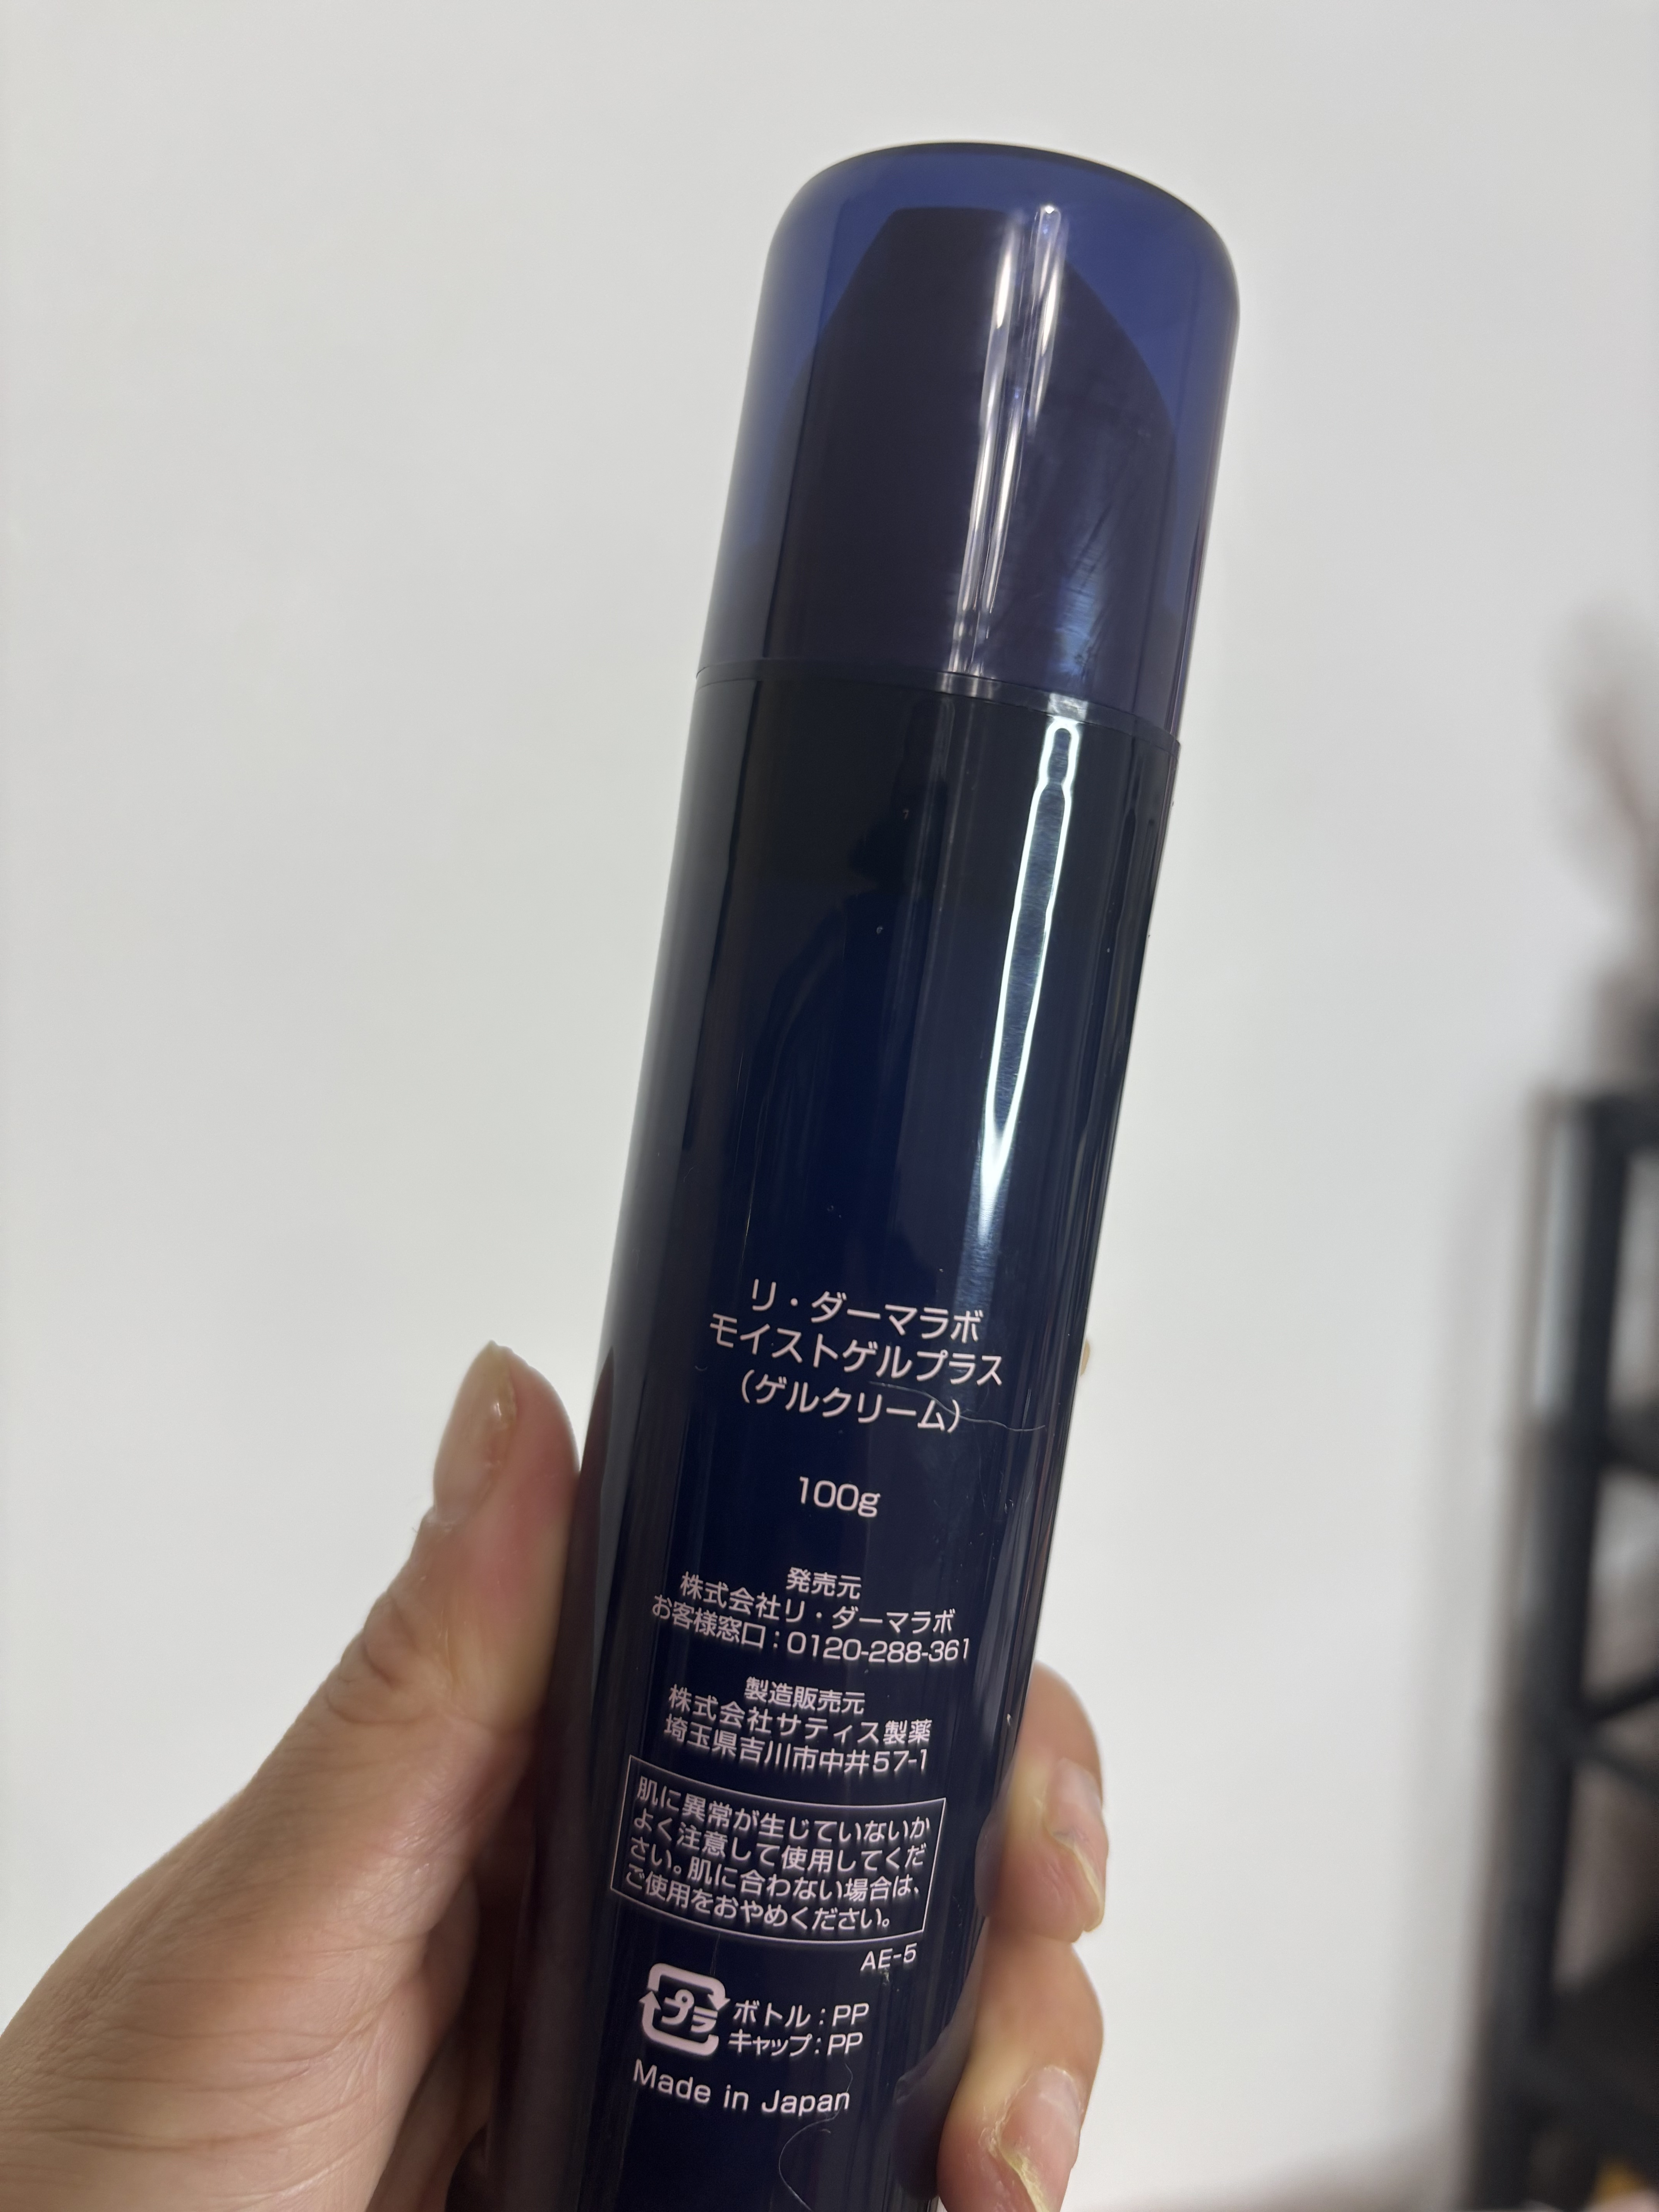 リ・ダーマラボ
モイストゲルプラス
（ゲルクリーム）
100g
発売元
株式会社リ・ダーマラボ
お客様窓口：0120-288-361
製造販売元
株式会社サティス製薬
埼玉県吉川市中井57-1
肌に異常が生じていないか
よく注意して使用してくだ
さい。肌に合わない場合は、
ご使用をおやめください。
AE-5
プラ
ボトル：PP
キャップ：PP
Made in Japan